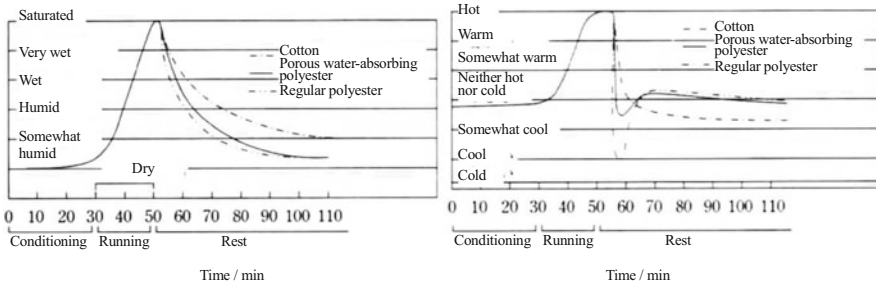 Saturated
Very wet
Wet
Humid
Somewhat
humid
Dry
Cotton
Porous water-absorbing
polyester
Regular polyester
0 10 20 30 40 50 60 70 80 90 100 110
Conditioning Running Rest
Time / min
Hot
Warm
Somewhat warm
Neither hot
nor cold
Somewhat cool
Cool
Cold
Cotton
Porous water-absorbing
polyester
Regular polyester
0 10 20 30 40 50 60 70 80 90 100 110
Conditioning Running Rest
Time / min